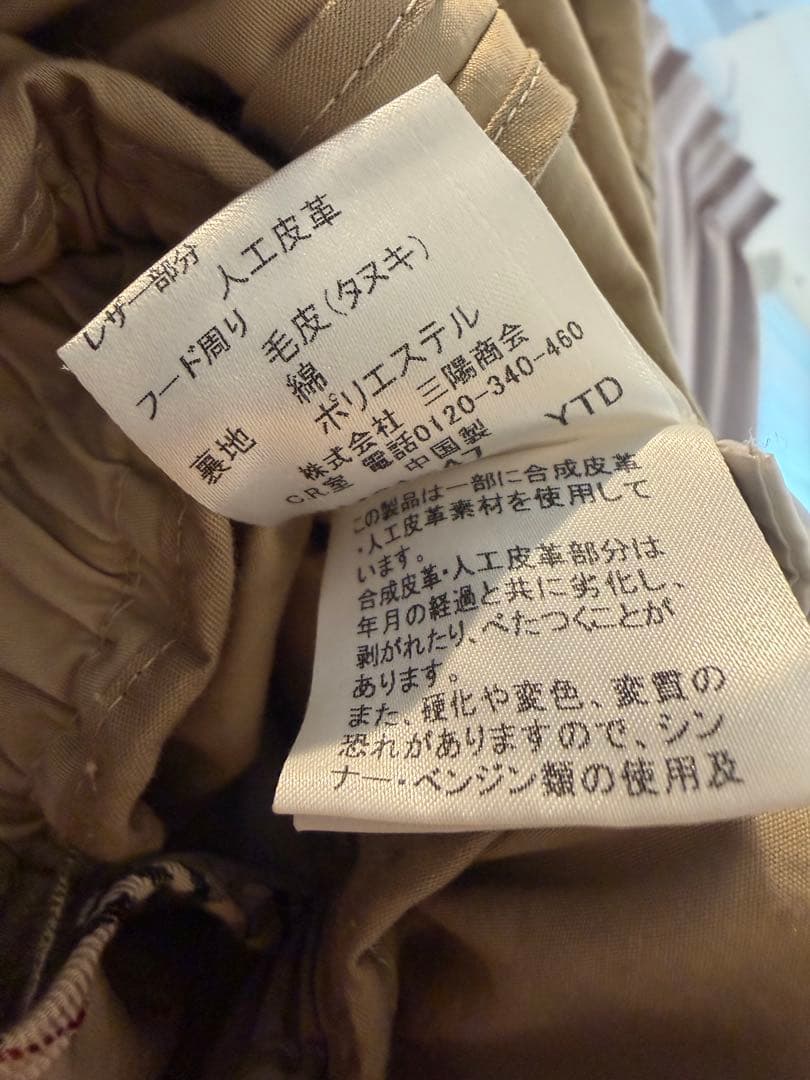 レザー部分
人工皮革
フード周り
毛皮(タヌキ)
裏地 綿
ポリエステル
株式会社 三陽商会
CR室 電話0120-340-460
中国製 YTD
この製品は一部に合成皮革
・人工皮革素材を使用して
います。
合成皮革・人工皮革部分は
年月の経過と共に劣化し、
剥がれたり、べたつくことが
あります。
また、硬化や変色、変質の
恐れがありますので、シン
ナー・ベンジン類の使用及